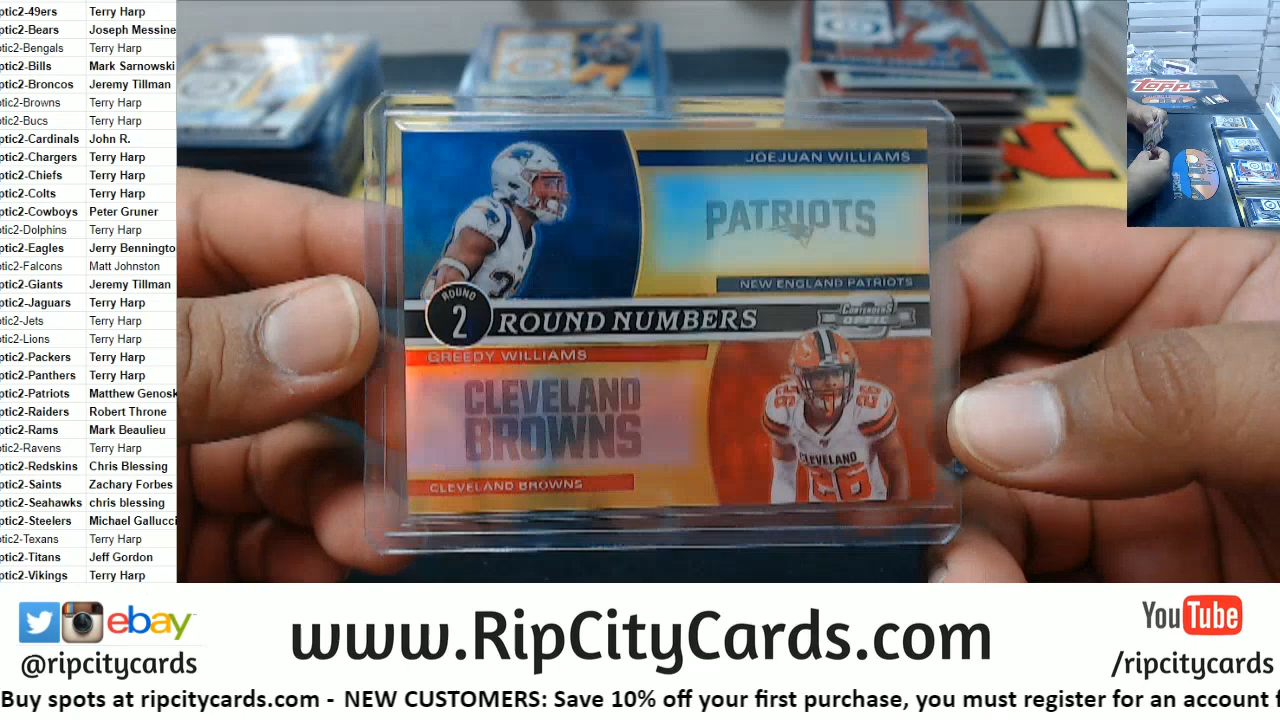 ptic2-49ers Terry Harp
ptic2-Bears Joseph Messine
ptic2-Bengals Terry Harp
ptic2-Bills Mark Sarnowski
ptic2-Broncos Jeremy Tillman
ptic2-Browns Terry Harp
ptic2-Bucs Terry Harp
ptic2-Cardinals John R.
ptic2-Chargers Terry Harp
ptic2-Chiefs Terry Harp
ptic2-Colts Terry Harp
ptic2-Cowboys Peter Gruner
ptic2-Dolphins Terry Harp
ptic2-Eagles Jerry Bennington
ptic2-Falcons Matt Johnston
ptic2-Giants Jeremy Tillman
ptic2-Jaguars Terry Harp
ptic2-Jets Terry Harp
ptic2-Lions Terry Harp
ptic2-Packers Terry Harp
ptic2-Panthers Terry Harp
ptic2-Patriots Matthew Genosk
ptic2-Raiders Robert Throne
ptic2-Rams Mark Beaulieu
ptic2-Ravens Terry Harp
ptic2-Redskins Chris Blessing
ptic2-Saints Zachary Forbes
ptic2-Seahawks chris blessing
ptic2-Steelers Michael Gallucci
ptic2-Texans Terry Harp
ptic2-Titans Jeff Gordon
ptic2-Vikings Terry Harp
JOEJUAN WILLIAMS
PATRIOTS
NEW ENGLAND PATRIOTS
ROUND
2
ROUND NUMBERS
CONTENDERS
OPTIC
GREEDY WILLIAMS
CLEVELAND
BROWNS
CLEVELAND BROWNS
CLEVELAND
26
26
26
Topps
ebay
@ripcitycards
www.RipCityCards.com
YouTube
/ripcitycards
Buy spots at ripcitycards.com - NEW CUSTOMERS: Save 10% off your first purchase, you must register for an account f